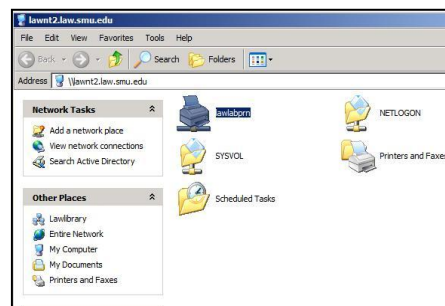 lawnt2.law.smu.edu
File Edit View Favorites Tools Help
Back Search Folders
Address \\lawnt2.law.smu.edu
Network Tasks
Add a network place
View network connections
Search Active Directory
Other Places
Lawlibrary
Entire Network
My Computer
My Documents
Printers and Faxes
lawlabprn
NETLOGON
SYSVOL
Printers and Faxes
Scheduled Tasks